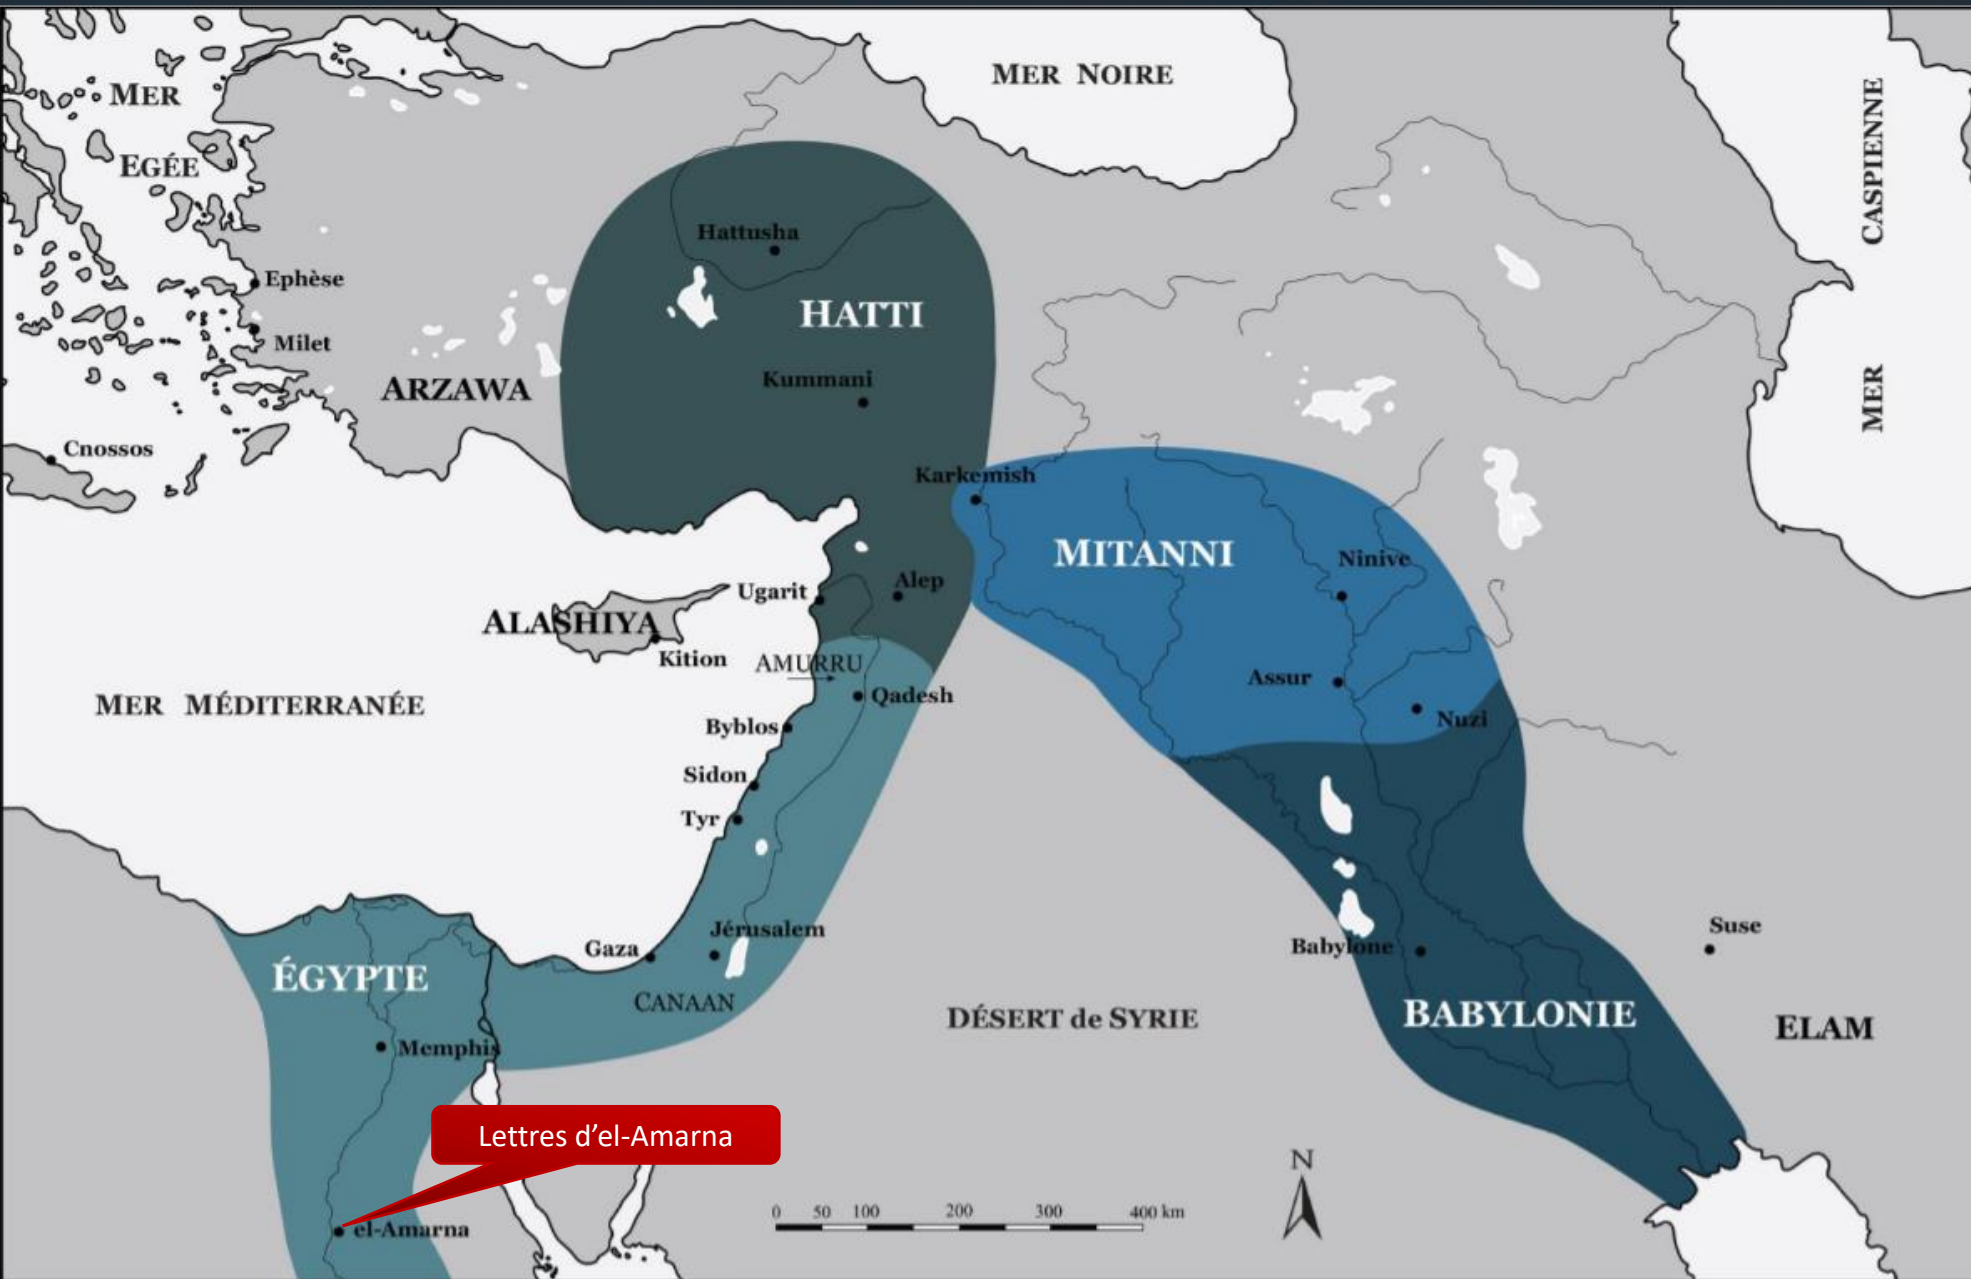 MER NOIRE
MER
EGÉE
MER CASPIENNE
Hattusha
HATTI
Ephèse
Milet
ARZAWA
Kummani
Cnossos
Karkemish
MITANNI
Ninive
Ugarit
Alep
ALASHIYA
Kition
AMURRU
Assur
Qadesh
Nuzi
MER MÉDITERRANÉE
Byblos
Sidon
Tyr
Jérusalem
Gaza
Babylone
Suse
ÉGYPTE
CANAAN
DÉSERT de SYRIE
BABYLONIE
ELAM
Memphis
Lettres d’el-Amarna
N
0 50 100 200 300 400 km
el-Amarna